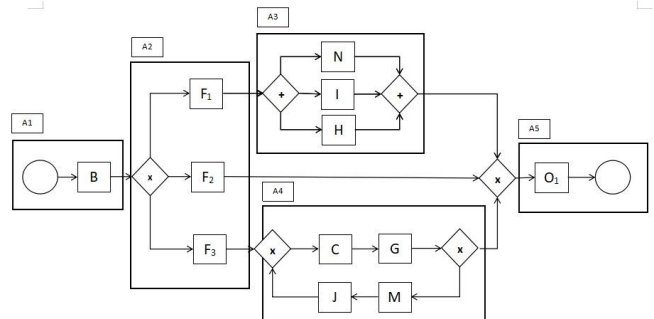 A1
B
A2
x
F₁
F₂
F₃
A3
+
N
I
H
+
A4
x
C
G
x
J
M
x
A5
O₁